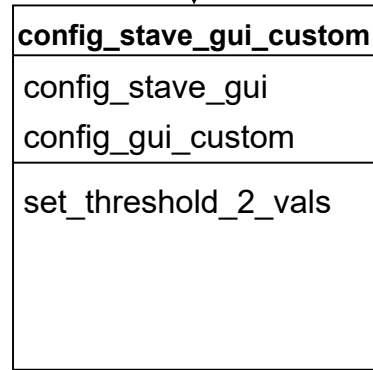 config_stave_gui_custom
config_stave_gui
config_gui_custom
set_threshold_2_vals